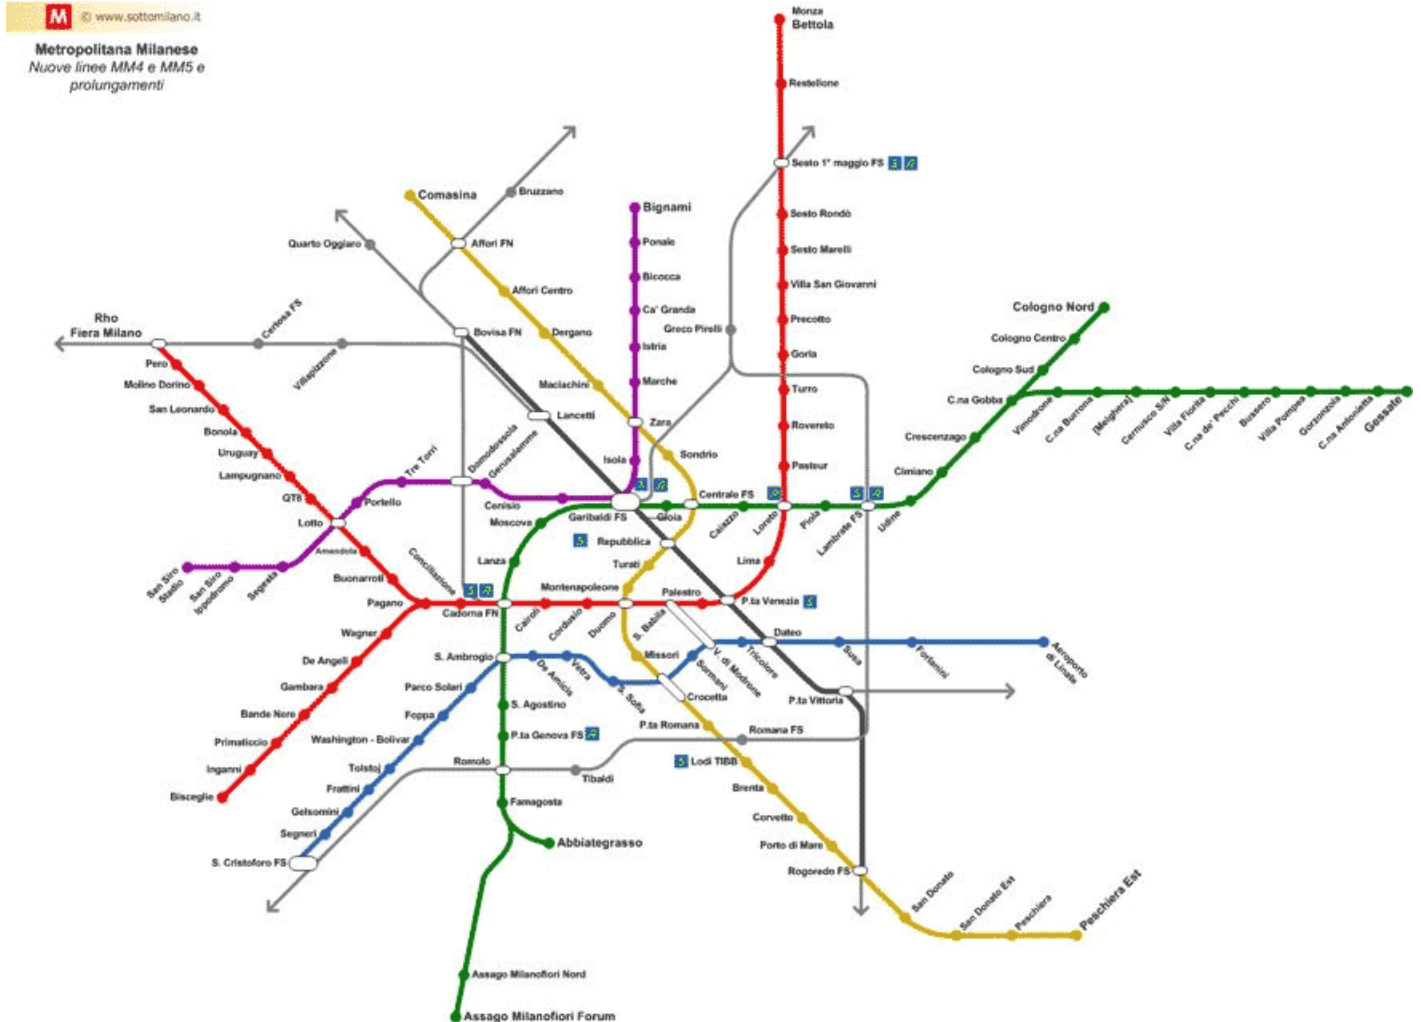 M © www.sottomilano.it
Metropolitana Milanese
Nuove linee MM4 e MM5 e
prolungamenti
Monza
Bettola
Restellone
Sesto 1° maggio FS
Sesto Rondò
Sesto Marelli
Villa San Giovanni
Precotto
Gorla
Turro
Rovereto
Pasteur
Loreto
Lima
P.ta Venezia
Palestro
S. Babila
Duomo
Cordusio
Cairoli
Cadorna FN
Conciliazione
Pagano
Buonarroti
Amendola
Lotto
QT8
Lampugnano
Uruguay
Bonola
San Leonardo
Molino Dorino
Pero
Rho
Fiera Milano
Wagner
De Angeli
Gambara
Bande Nere
Primaticcio
Inganni
Bisceglie
Certosa FS
Villapizzone
Quarto Oggiaro
Bruzzano
Comasina
Affori FN
Affori Centro
Dergano
Maciachini
Bovisa FN
Lancetti
Zara
Sondrio
Centrale FS
Repubblica
Turati
Montenapoleone
Missori
Crocetta
P.ta Romana
Lodi TIBB
Brenta
Corvetto
Porto di Mare
Rogoredo FS
San Donato
San Donato Est
Peschiera
Peschiera Est
Bignami
Ponale
Bicocca
Ca' Granda
Istria
Marche
Isola
Garibaldi FS
Cenisio
Gerusalemme
Domodossola
Tre Torri
Portello
Segesta
San Siro
Ippodromo
San Siro
Stadio
Greco Pirelli
Cologno Nord
Cologno Centro
Cologno Sud
C.na Gobba
Vimodrone
C.na Burrona
[Melghera]
Cernusco S/N
Villa Fiorita
C.na de' Pecchi
Bussero
Villa Pompea
Gorgonzola
C.na Antonietta
Gessate
Crescenzago
Cimiano
Udine
Lambrate FS
Piola
Caiazzo
Gioia
Moscova
Lanza
S. Ambrogio
S. Agostino
P.ta Genova FS
Romolo
Famagosta
Abbiategrasso
Assago Milanofiori Nord
Assago Milanofiori Forum
Tibaldi
Romana FS
P.ta Vittoria
Dateo
Tricolore
V. di Modrone
Sormani
S. Sofia
Vetra
De Amicis
Susa
Forlanini
Aeroporto
di Linate
Parco Solari
Foppa
Washington - Bolivar
Tolstoj
Frattini
Gelsomini
Segneri
S. Cristoforo FS